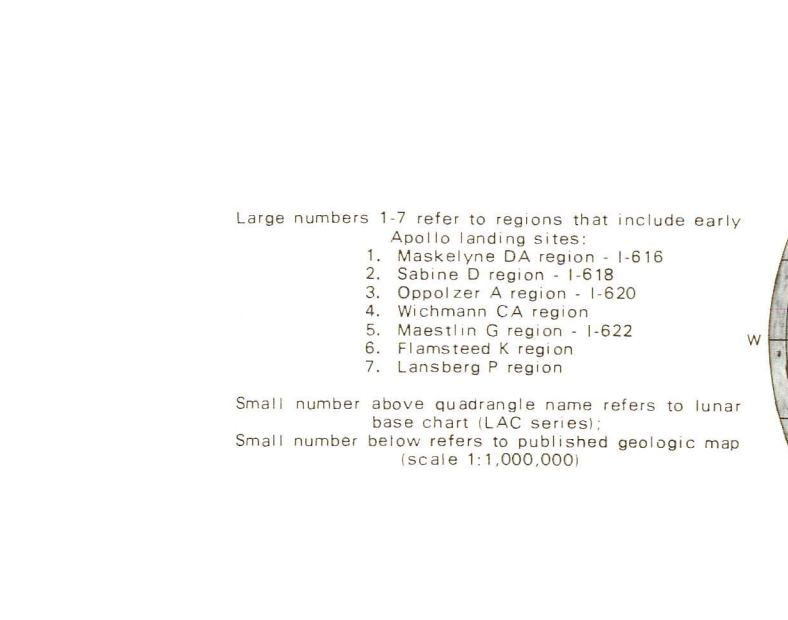 Large numbers 1-7 refer to regions that include early
Apollo landing sites:
1. Maskelyne DA region - I-616
2. Sabine D region - I-618
3. Oppolzer A region - I-620
4. Wichmann CA region
5. Maestlin G region - I-622
6. Flamsteed K region
7. Lansberg P region
W
Small number above quadrangle name refers to lunar
base chart (LAC series);
Small number below refers to published geologic map
(scale 1:1,000,000)